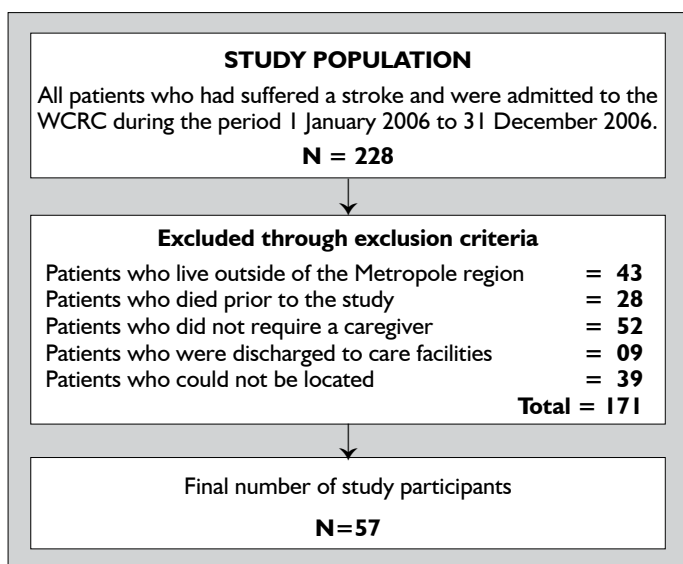 STUDY POPULATION
All patients who had suffered a stroke and were admitted to the
WCRC during the period 1 January 2006 to 31 December 2006.
N = 228
Excluded through exclusion criteria
Patients who live outside of the Metropole region = 43
Patients who died prior to the study = 28
Patients who did not require a caregiver = 52
Patients who were discharged to care facilities = 09
Patients who could not be located = 39
Total = 171
Final number of study participants
N=57